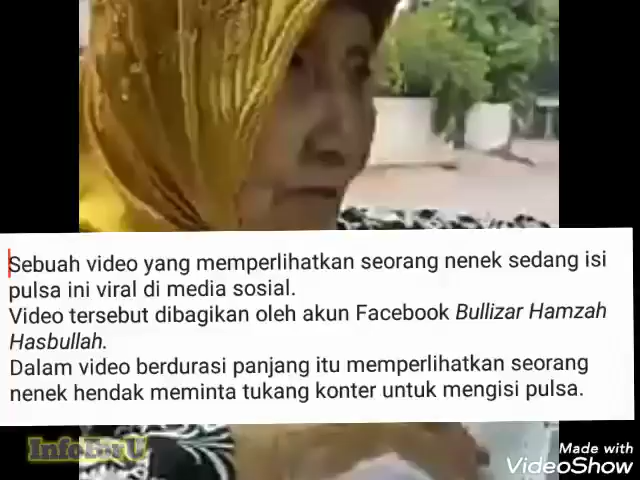 Sebuah video yang memperlihatkan seorang nenek sedang isi
pulsa ini viral di media sosial.
Video tersebut dibagikan oleh akun Facebook Bullizar Hamzah
Hasbullah.
Dalam video berdurasi panjang itu memperlihatkan seorang
nenek hendak meminta tukang konter untuk mengisi pulsa.
InfoBaRU
Made with
VideoShow